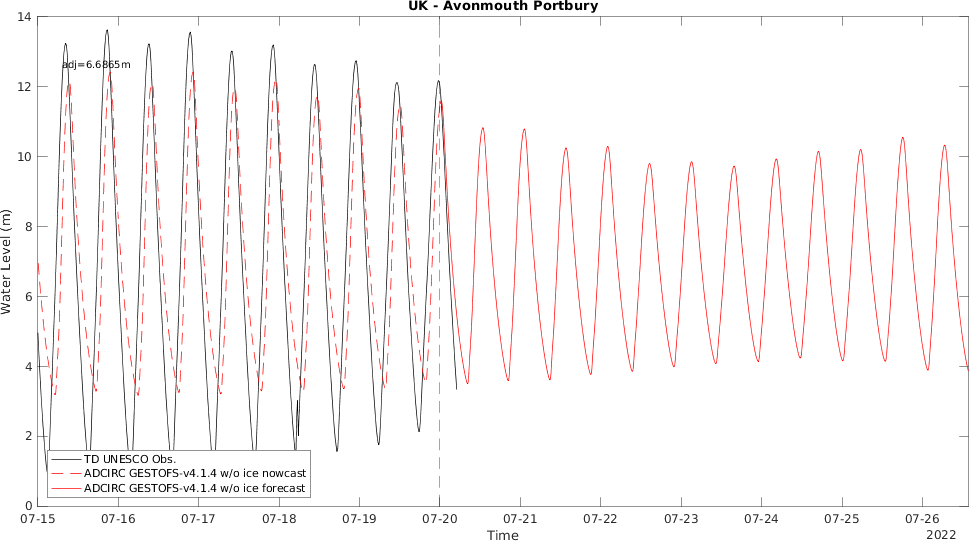 UK - Avonmouth Portbury
adj=6.6865m
14
12
10
8
6
4
2
0
Water Level (m)
TD UNESCO Obs.
ADCIRC GESTOFS-v4.1.4 w/o ice nowcast
ADCIRC GESTOFS-v4.1.4 w/o ice forecast
07-15 07-16 07-17 07-18 07-19 07-20 07-21 07-22 07-23 07-24 07-25 07-26
Time
2022